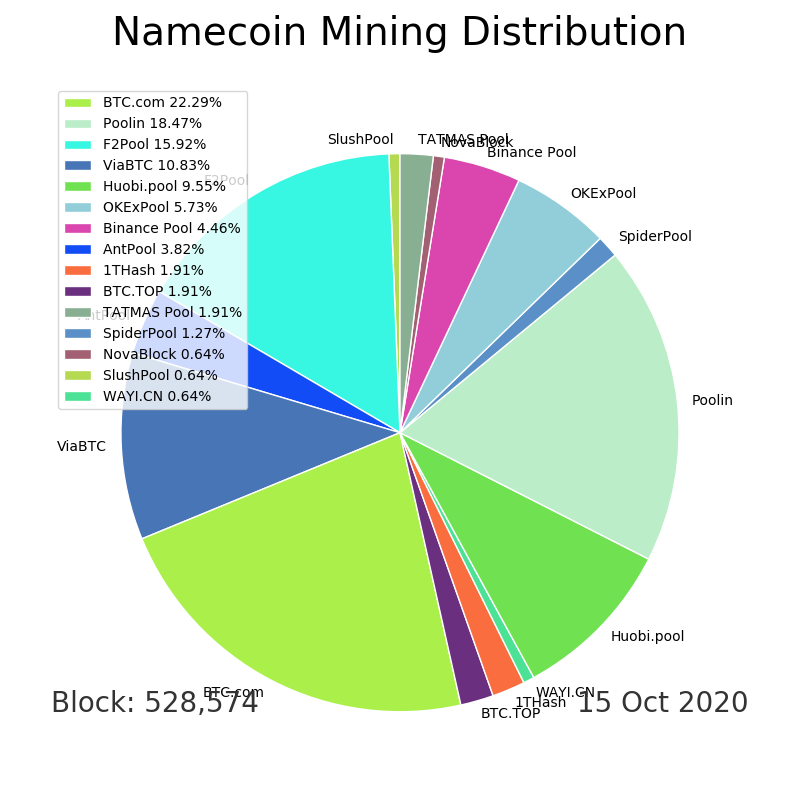 Namecoin Mining Distribution
BTC.com 22.29%
Poolin 18.47%
F2Pool 15.92%
ViaBTC 10.83%
Huobi.pool 9.55%
OKExPool 5.73%
Binance Pool 4.46%
AntPool 3.82%
1THash 1.91%
BTC.TOP 1.91%
TATMAS Pool 1.91%
SpiderPool 1.27%
NovaBlock 0.64%
SlushPool 0.64%
WAYI.CN 0.64%
SlushPool
TATMAS Pool
NovaBlock
Binance Pool
F2Pool
OKExPool
SpiderPool
AntPool
Poolin
ViaBTC
Huobi.pool
BTC.com
WAYI.CN
1THash
BTC.TOP
Block: 528,574
15 Oct 2020